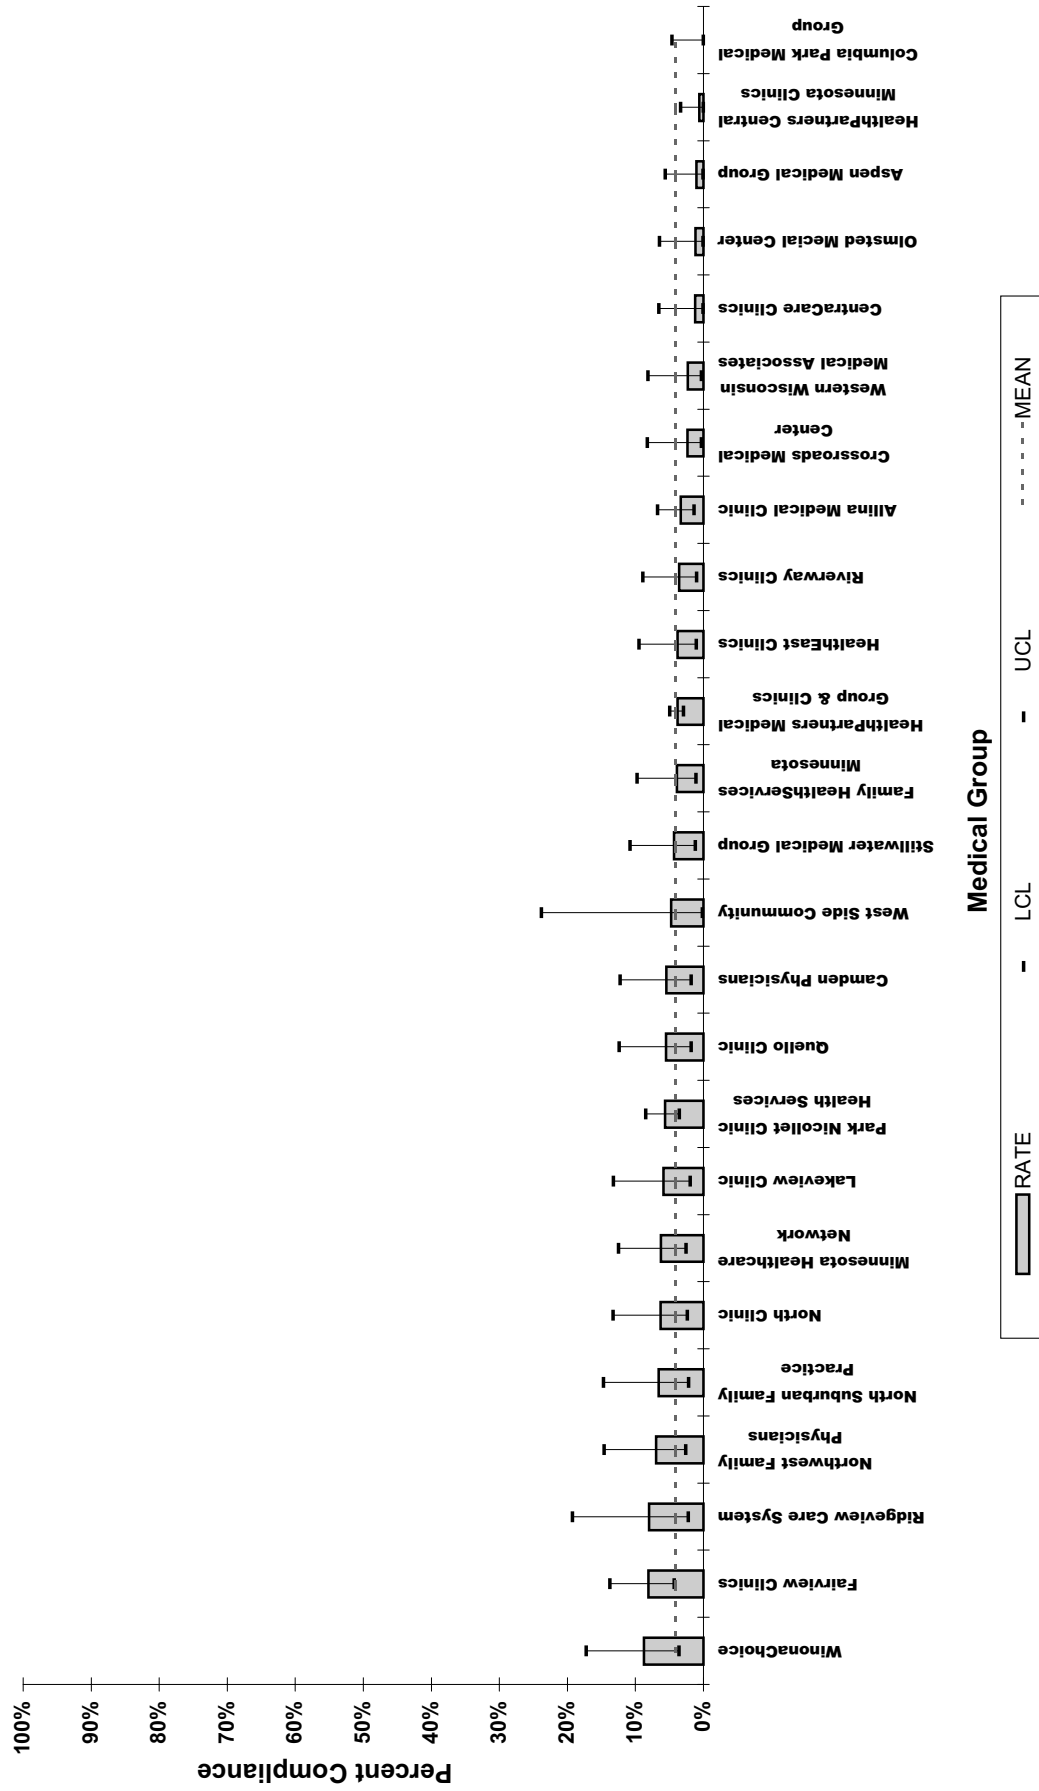 Percent Compliance
100%
90%
80%
70%
60%
50%
40%
30%
20%
10%
0%
WinonaChoice
Fairview Clinics
Ridgeview Care System
Northwest Family
Physicians
North Suburban Family
Practice
North Clinic
Minnesota Healthcare
Network
Lakeview Clinic
Park Nicollet Clinic
Health Services
Quello Clinic
Camden Physicians
West Side Community
Stillwater Medical Group
Family HealthServices
Minnesota
HealthPartners Medical
Group & Clinics
HealthEast Clinics
Riverway Clinics
Allina Medical Clinic
Crossroads Medical
Center
Western Wisconsin
Medical Associates
CentraCare Clinics
Olmsted Mecial Center
Aspen Medical Group
HealthPartners Central
Minnesota Clinics
Columbia Park Medical
Group
Medical Group
RATE
LCL
UCL
MEAN